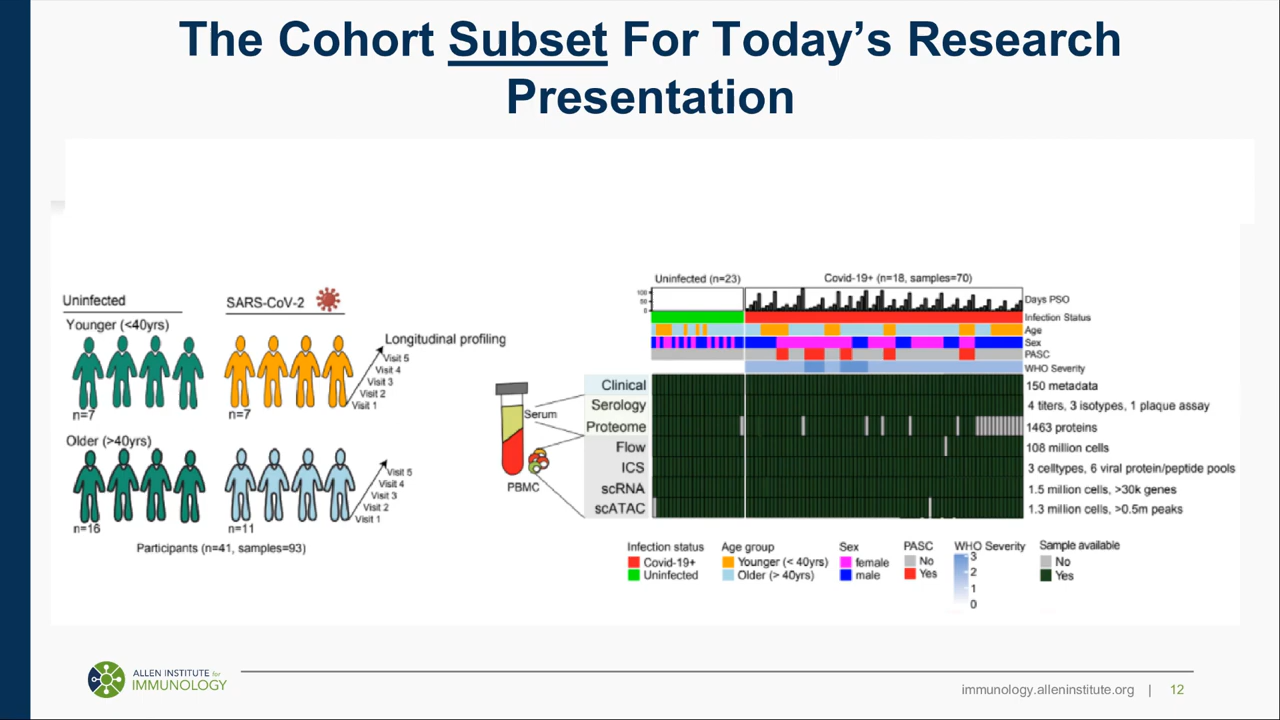 The Cohort Subset For Today's Research
Presentation
Uninfected
SARS-CoV-2
Younger (<40yrs)
Longitudinal profiling
Visit 5
Visit 4
Visit 3
Visit 2
Visit 1
n=7
n=7
Older (>40yrs)
Visit 5
Visit 4
Visit 3
Visit 2
Visit 1
n=16
n=11
Participants (n=41, samples=93)
Serum
PBMC
Uninfected (n=23)
Covid-19+ (n=18, samples=70)
100
50
0
Days PSO
Infection Status
Age
Sex
PASC
WHO Severity
Clinical
150 metadata
Serology
4 titers, 3 isotypes, 1 plaque assay
Proteome
1463 proteins
Flow
108 million cells
ICS
3 celltypes, 6 viral protein/peptide pools
scRNA
1.5 million cells, >30k genes
scATAC
1.3 million cells, >0.5m peaks
Infection status
Covid-19+
Uninfected
Age group
Younger (< 40yrs)
Older (> 40yrs)
Sex
female
male
PASC
No
Yes
WHO Severity
3
2
1
0
Sample available
No
Yes
ALLEN INSTITUTE for
IMMUNOLOGY
immunology.alleninstitute.org | 12